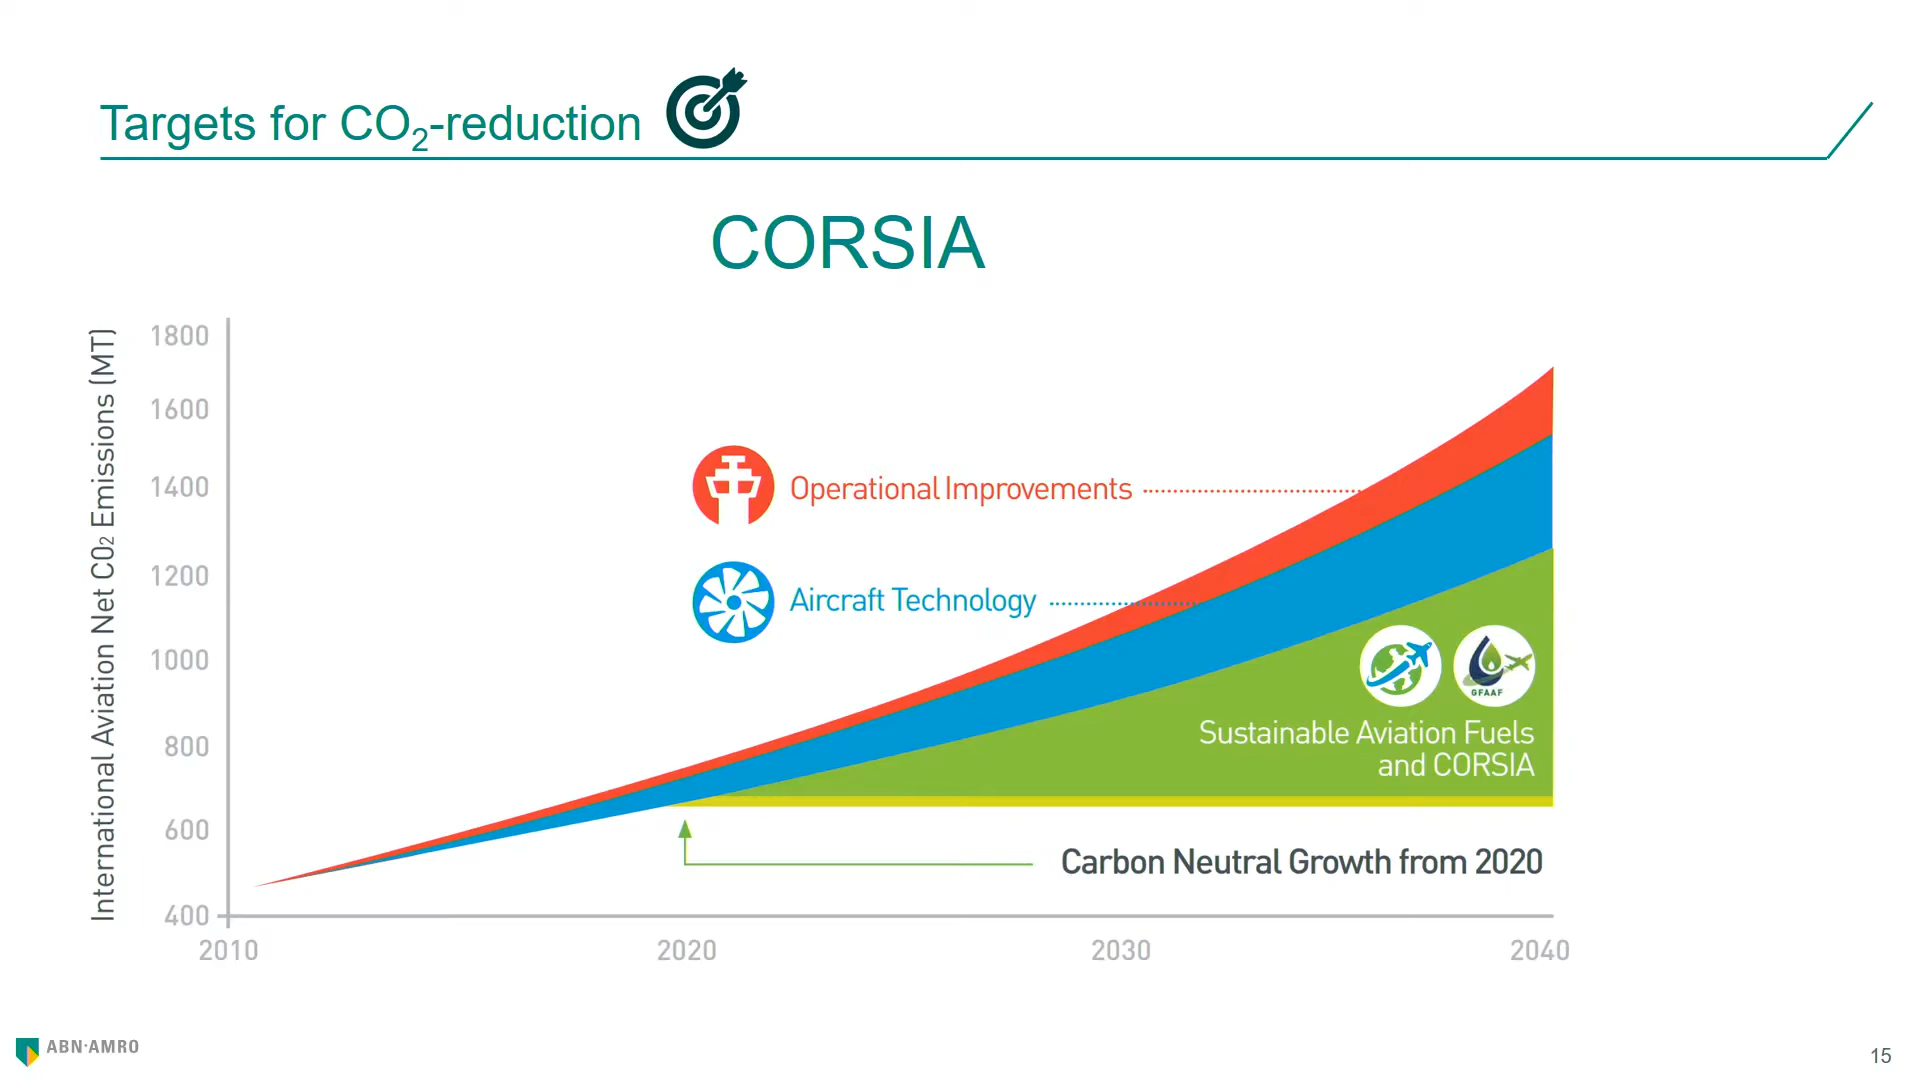 Targets for CO₂-reduction
CORSIA
International Aviation Net CO₂ Emissions (MT)
1800
1600
1400
1200
1000
800
600
400
Operational Improvements
Aircraft Technology
GFAAF
Sustainable Aviation Fuels
and CORSIA
Carbon Neutral Growth from 2020
2010 2020 2030 2040
ABN·AMRO
15